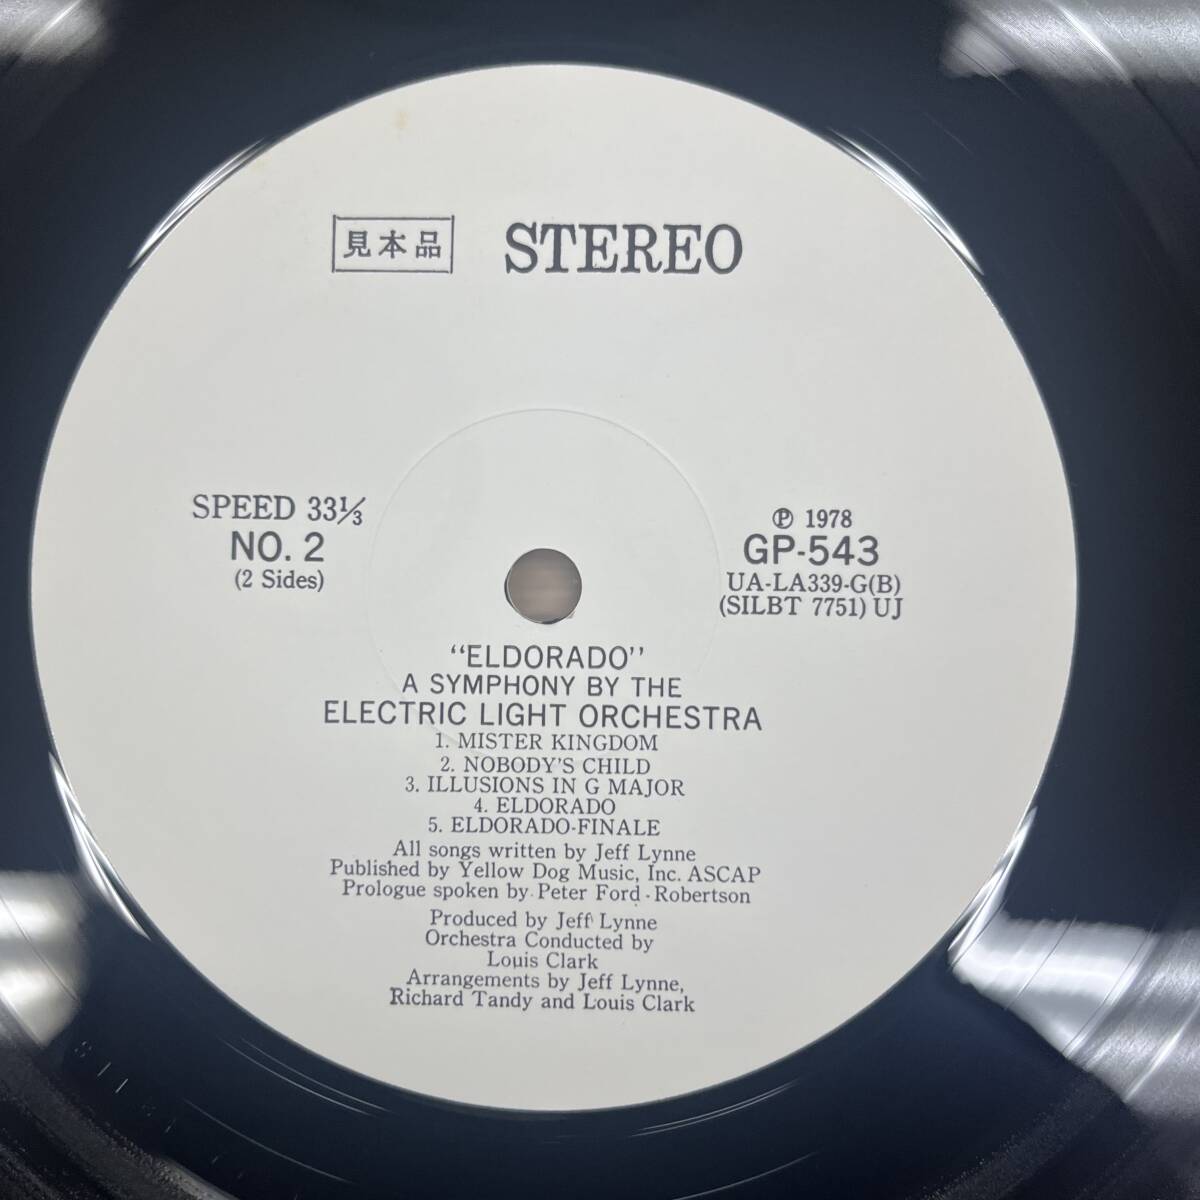 見本品 STEREO
SPEED 33⅓
NO. 2
(2 Sides)
℗ 1978
GP-543
UA-LA339-G(B)
(SILBT 7751) UJ
"ELDORADO"
A SYMPHONY BY THE
ELECTRIC LIGHT ORCHESTRA
1. MISTER KINGDOM
2. NOBODY'S CHILD
3. ILLUSIONS IN G MAJOR
4. ELDORADO
5. ELDORADO-FINALE
All songs written by Jeff Lynne
Published by Yellow Dog Music, Inc. ASCAP
Prologue spoken by Peter Ford-Robertson
Produced by Jeff Lynne
Orchestra Conducted by
Louis Clark
Arrangements by Jeff Lynne,
Richard Tandy and Louis Clark